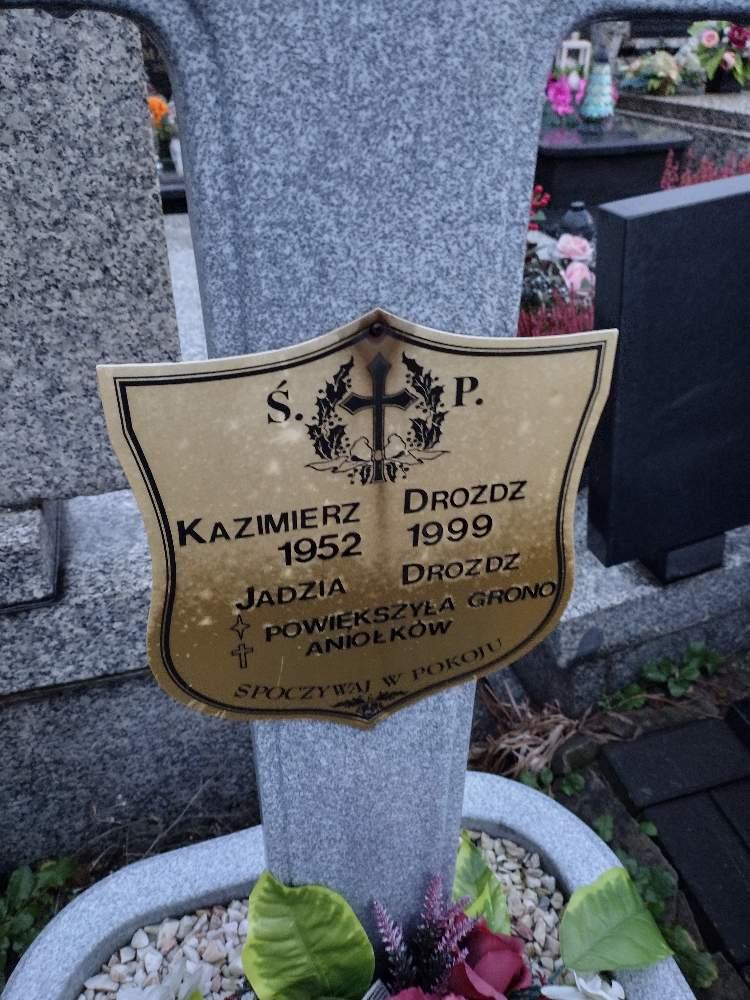 Ś. P.
KAZIMIERZ DROZDZ
1952 1999
JADZIA DROZDZ
POWIĘKSZYŁA GRONO
ANIOŁKÓW
SPOCZYWAJ W POKOJU